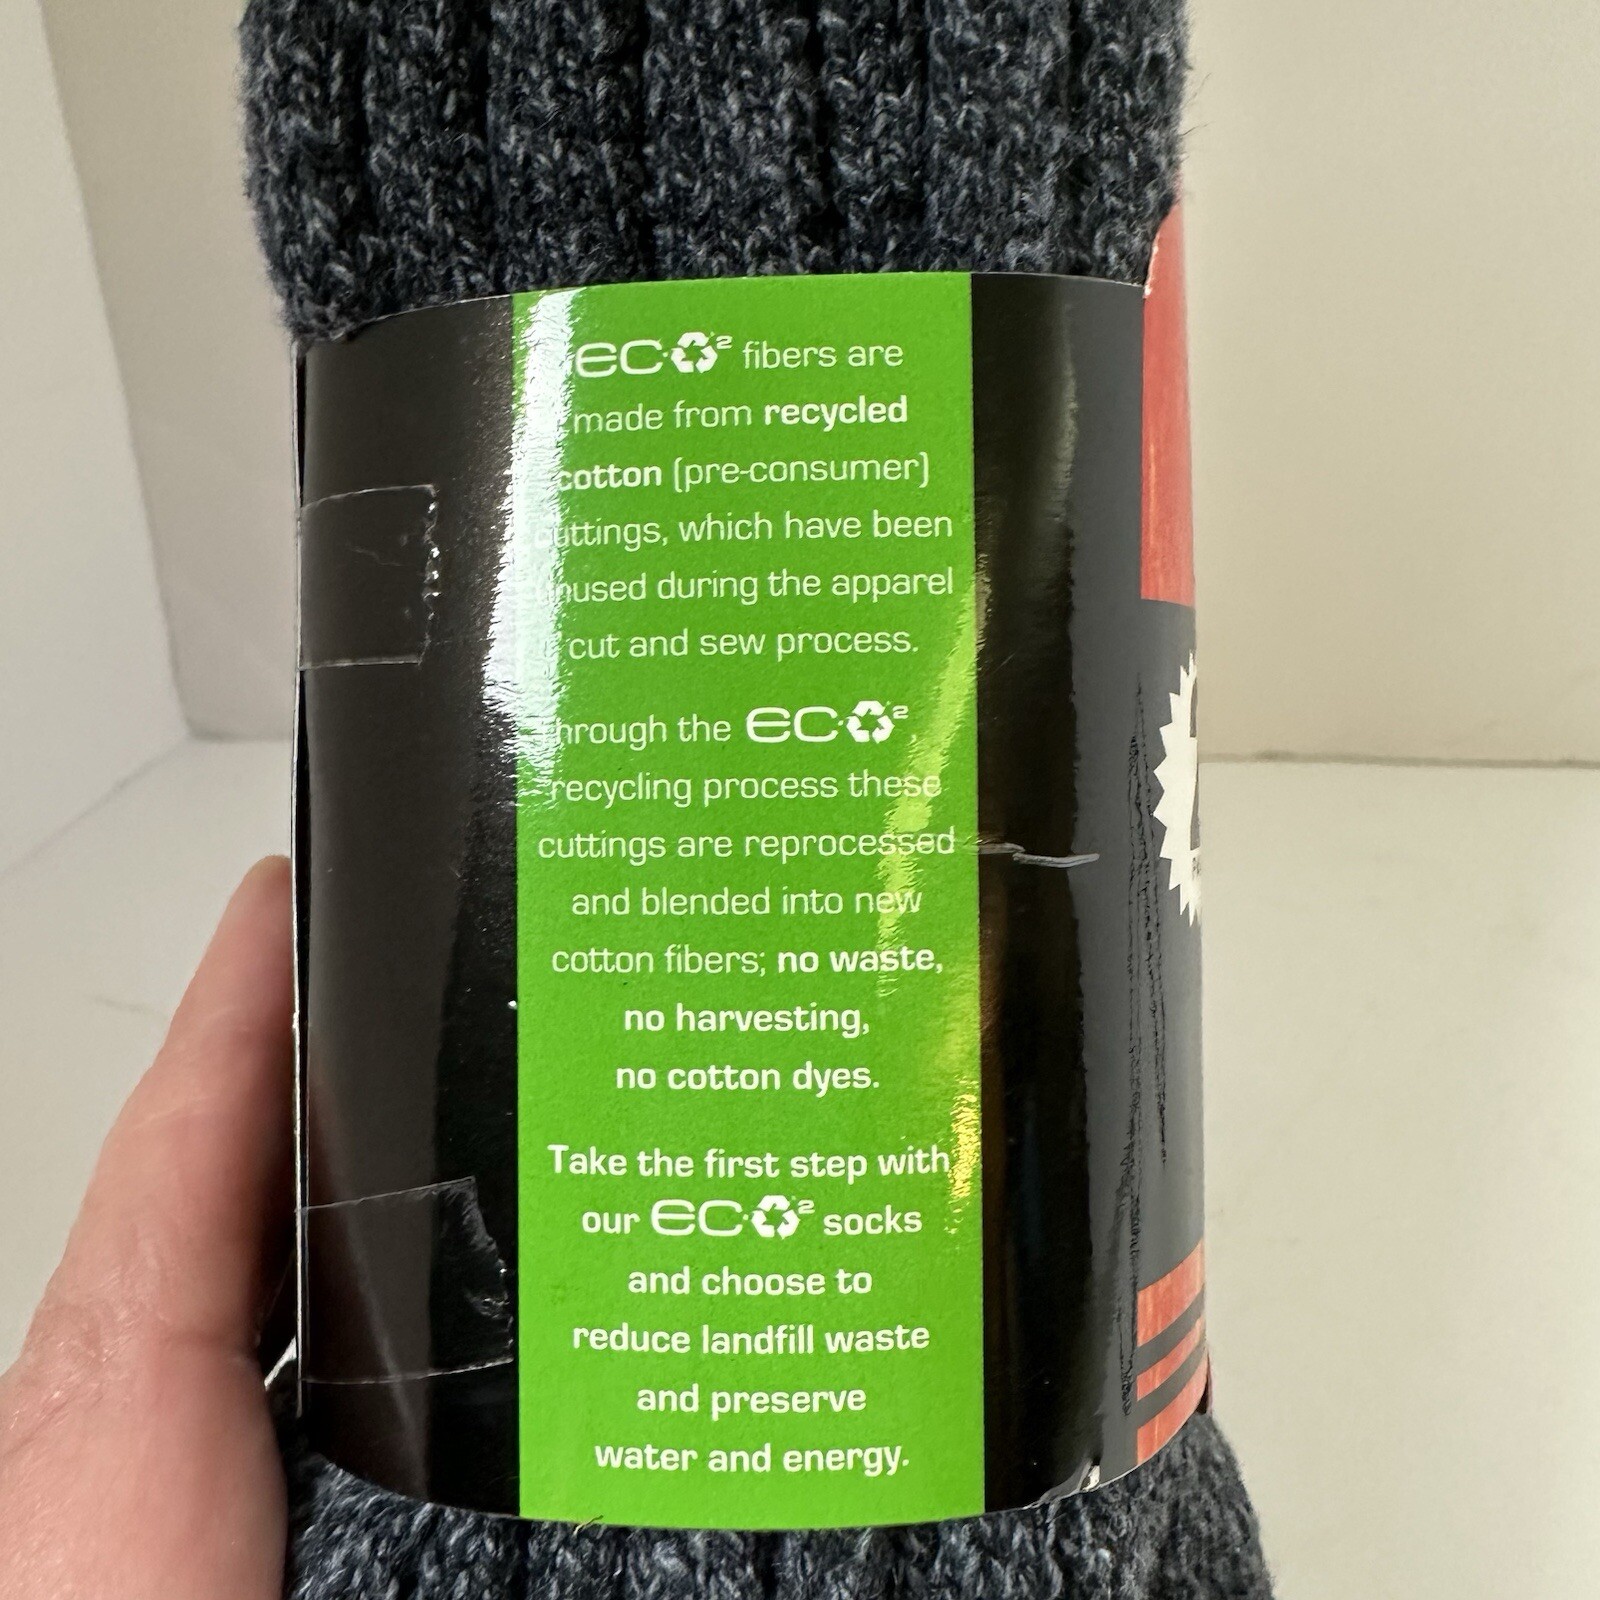 ECO² fibers are
made from recycled
cotton (pre-consumer)
cuttings, which have been
unused during the apparel
cut and sew process.
Through the ECO²
recycling process these
cuttings are reprocessed
and blended into new
cotton fibers; no waste,
no harvesting,
no cotton dyes.
Take the first step with
our ECO² socks
and choose to
reduce landfill waste
and preserve
water and energy.